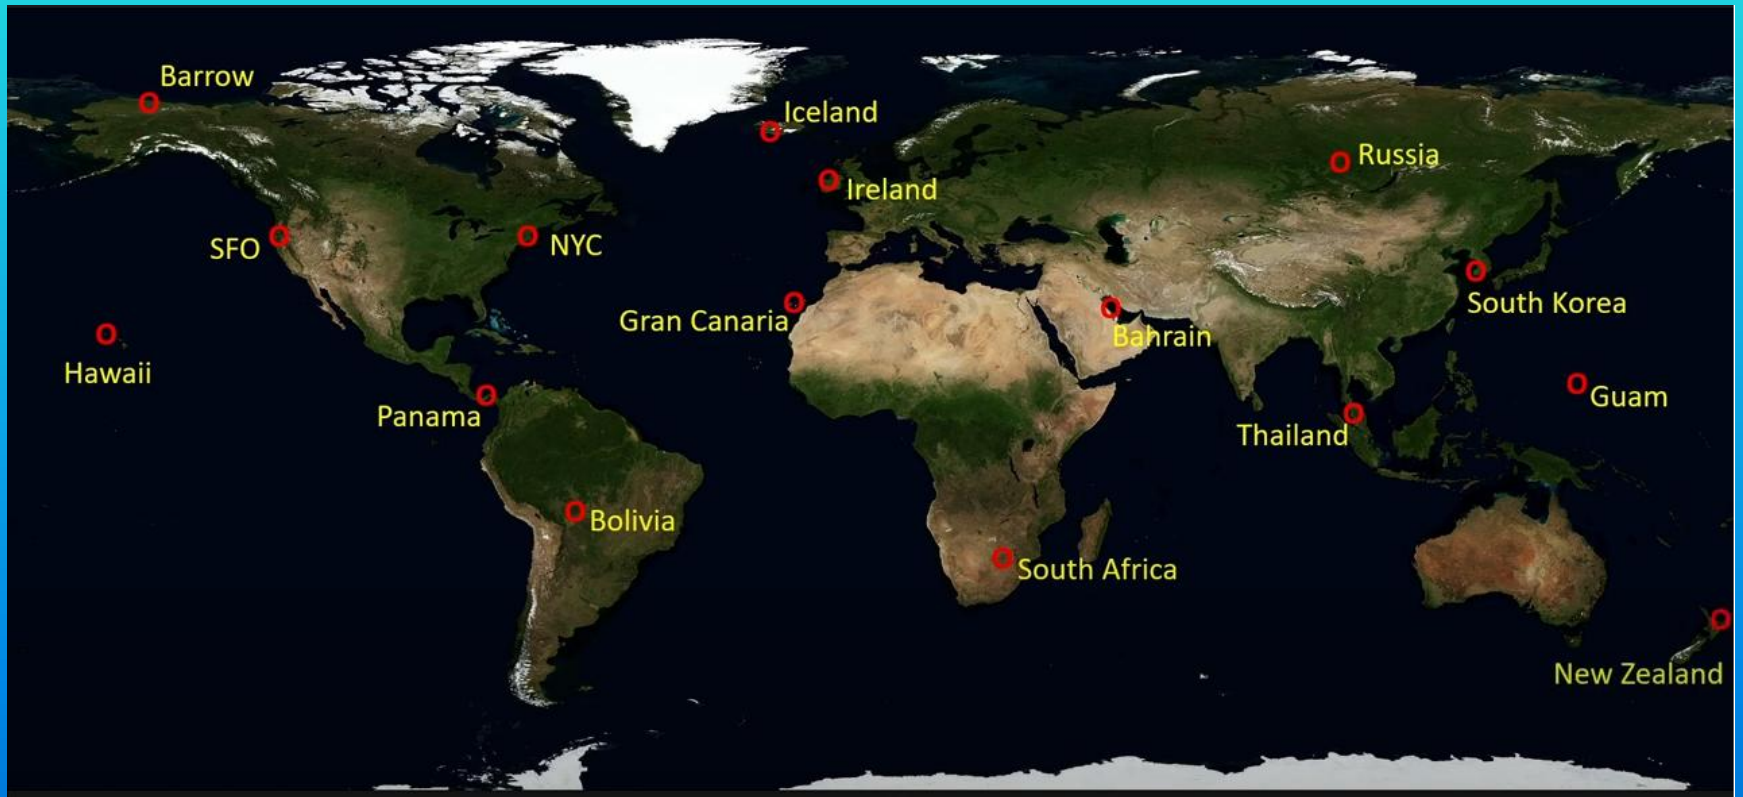 Barrow
Iceland
Russia
Ireland
SFO
NYC
South Korea
Gran Canaria
Bahrain
Hawaii
Guam
Panama
Thailand
Bolivia
South Africa
New Zealand